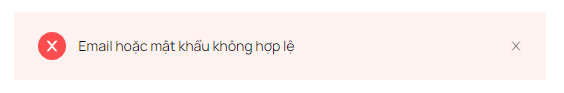 Email hoặc mật khẩu không hợp lệ